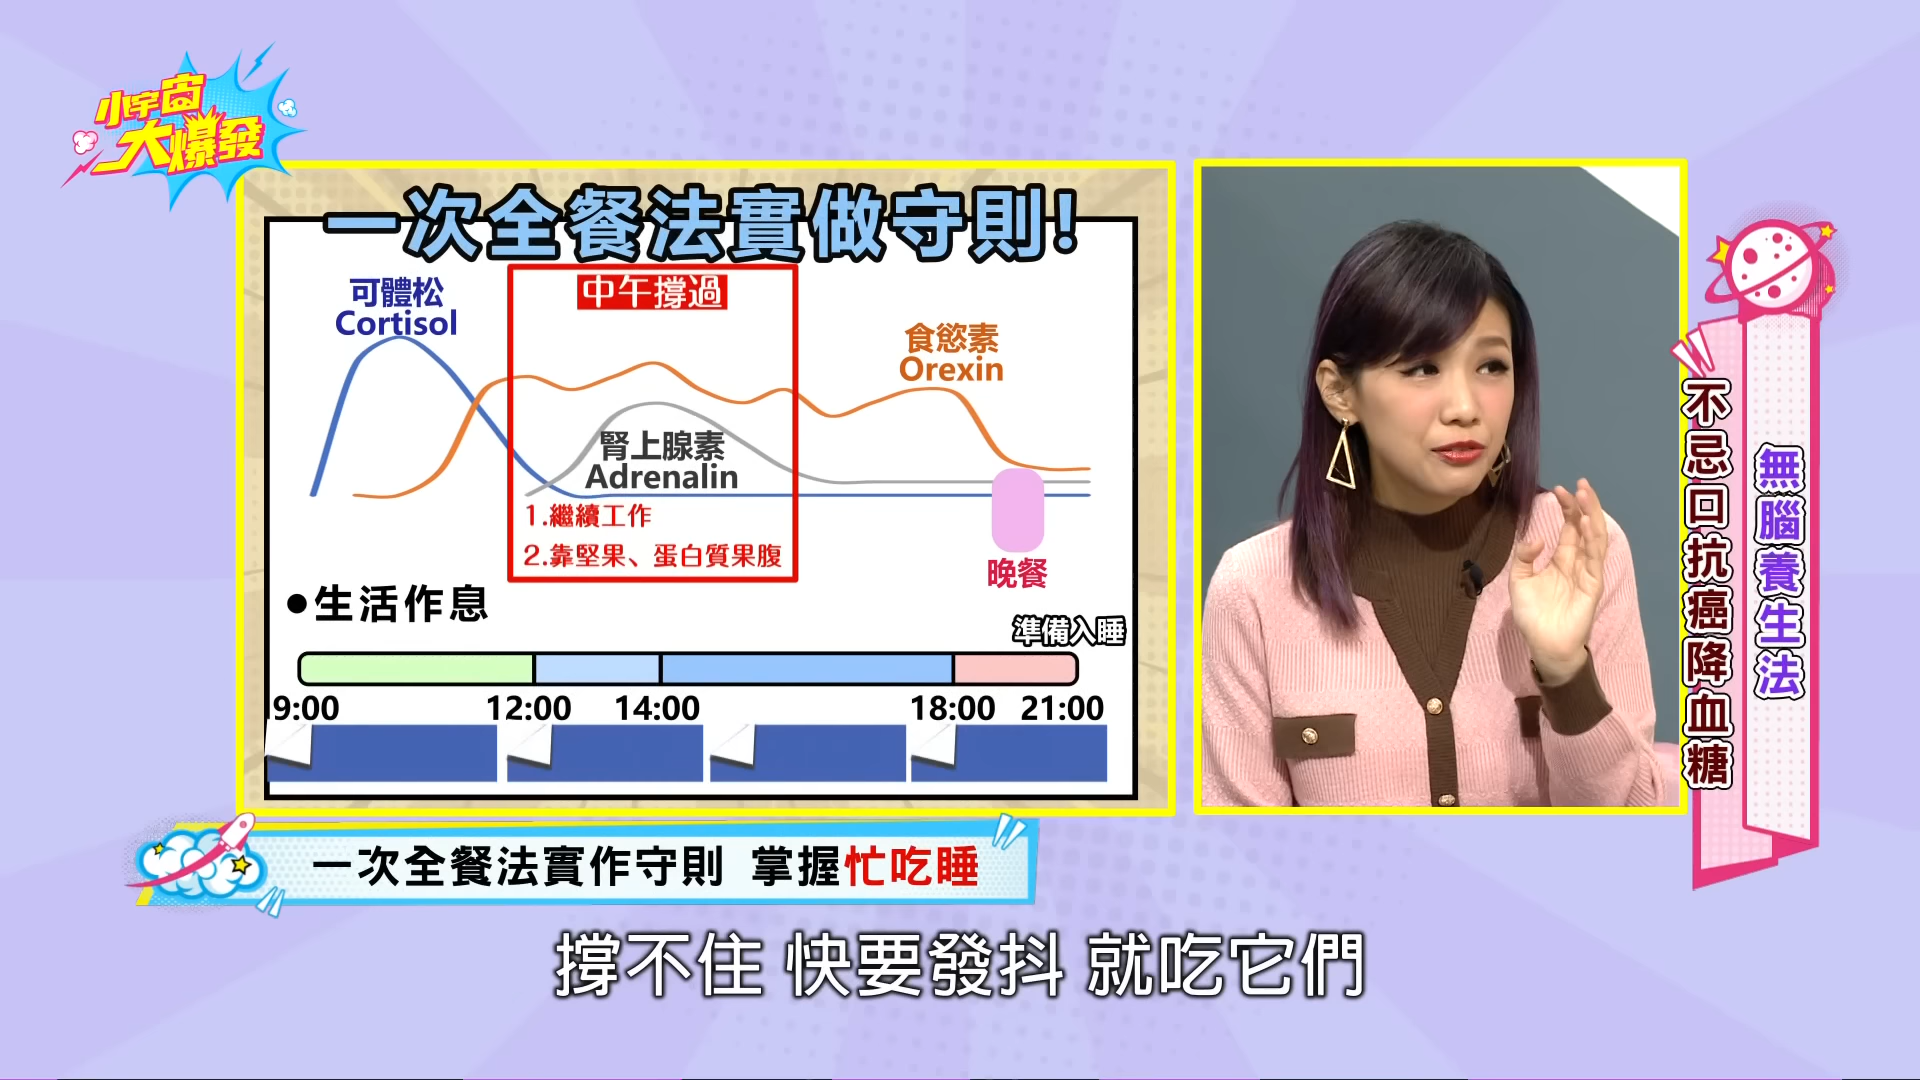 小宇宙
大爆發
一次全餐法實做守則!
可體松
Cortisol
中午撐過
食慾素
Orexin
腎上腺素
Adrenalin
1.繼續工作
2.靠堅果、蛋白質果腹
晚餐
●生活作息
準備入睡
9:00 12:00 14:00 18:00 21:00
無腦養生法
不忌口抗癌降血糖
一次全餐法實作守則 掌握忙吃睡
撐不住 快要發抖 就吃它們